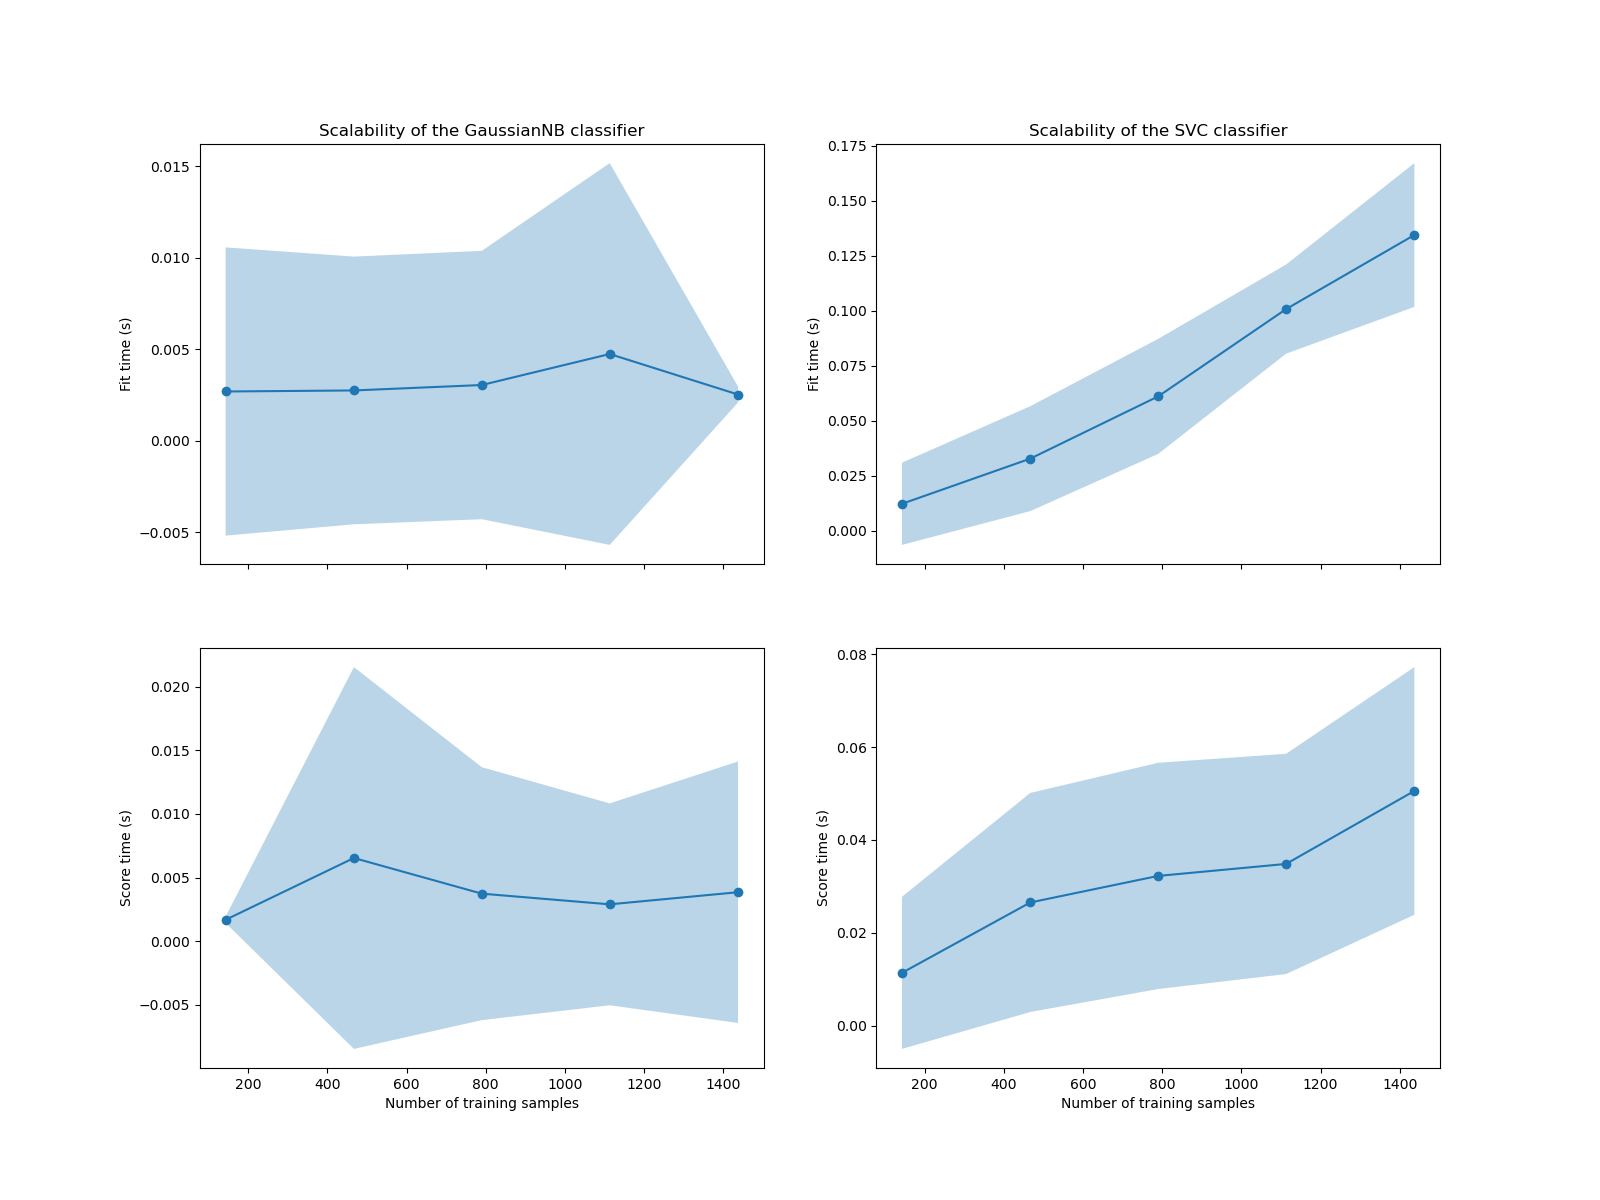 Scalability of the GaussianNB classifier
0.015
0.010
0.005
0.000
−0.005
Fit time (s)
Scalability of the SVC classifier
0.175
0.150
0.125
0.100
0.075
0.050
0.025
0.000
Fit time (s)
0.020
0.015
0.010
0.005
0.000
−0.005
Score time (s)
200 400 600 800 1000 1200 1400
Number of training samples
0.08
0.06
0.04
0.02
0.00
Score time (s)
200 400 600 800 1000 1200 1400
Number of training samples